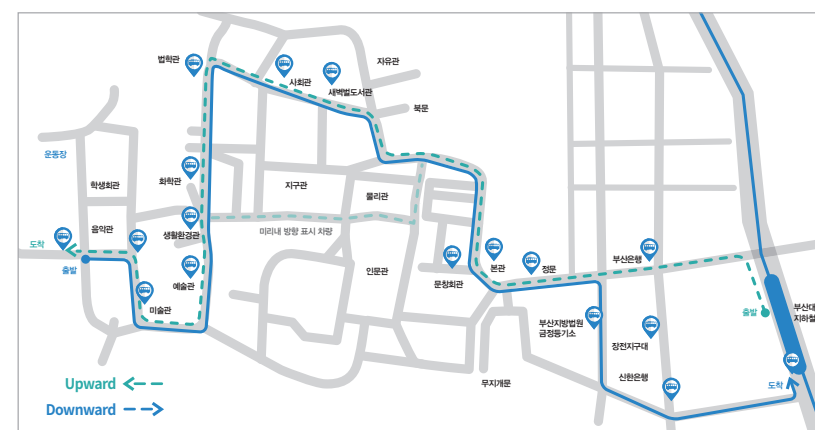 법학관
사회관
새벽벌도서관
자유관
북문
운동장
학생회관
화학관
지구관
물리관
음악관
생활환경관
미리내 방향 표시 차량
도착
출발
예술관
인문관
문창회관
본관
정문
부산은행
미술관
부산지방법원
금정등기소
장전지구대
신한은행
출발
부산대
지하철
도착
무지개문
Upward
Downward